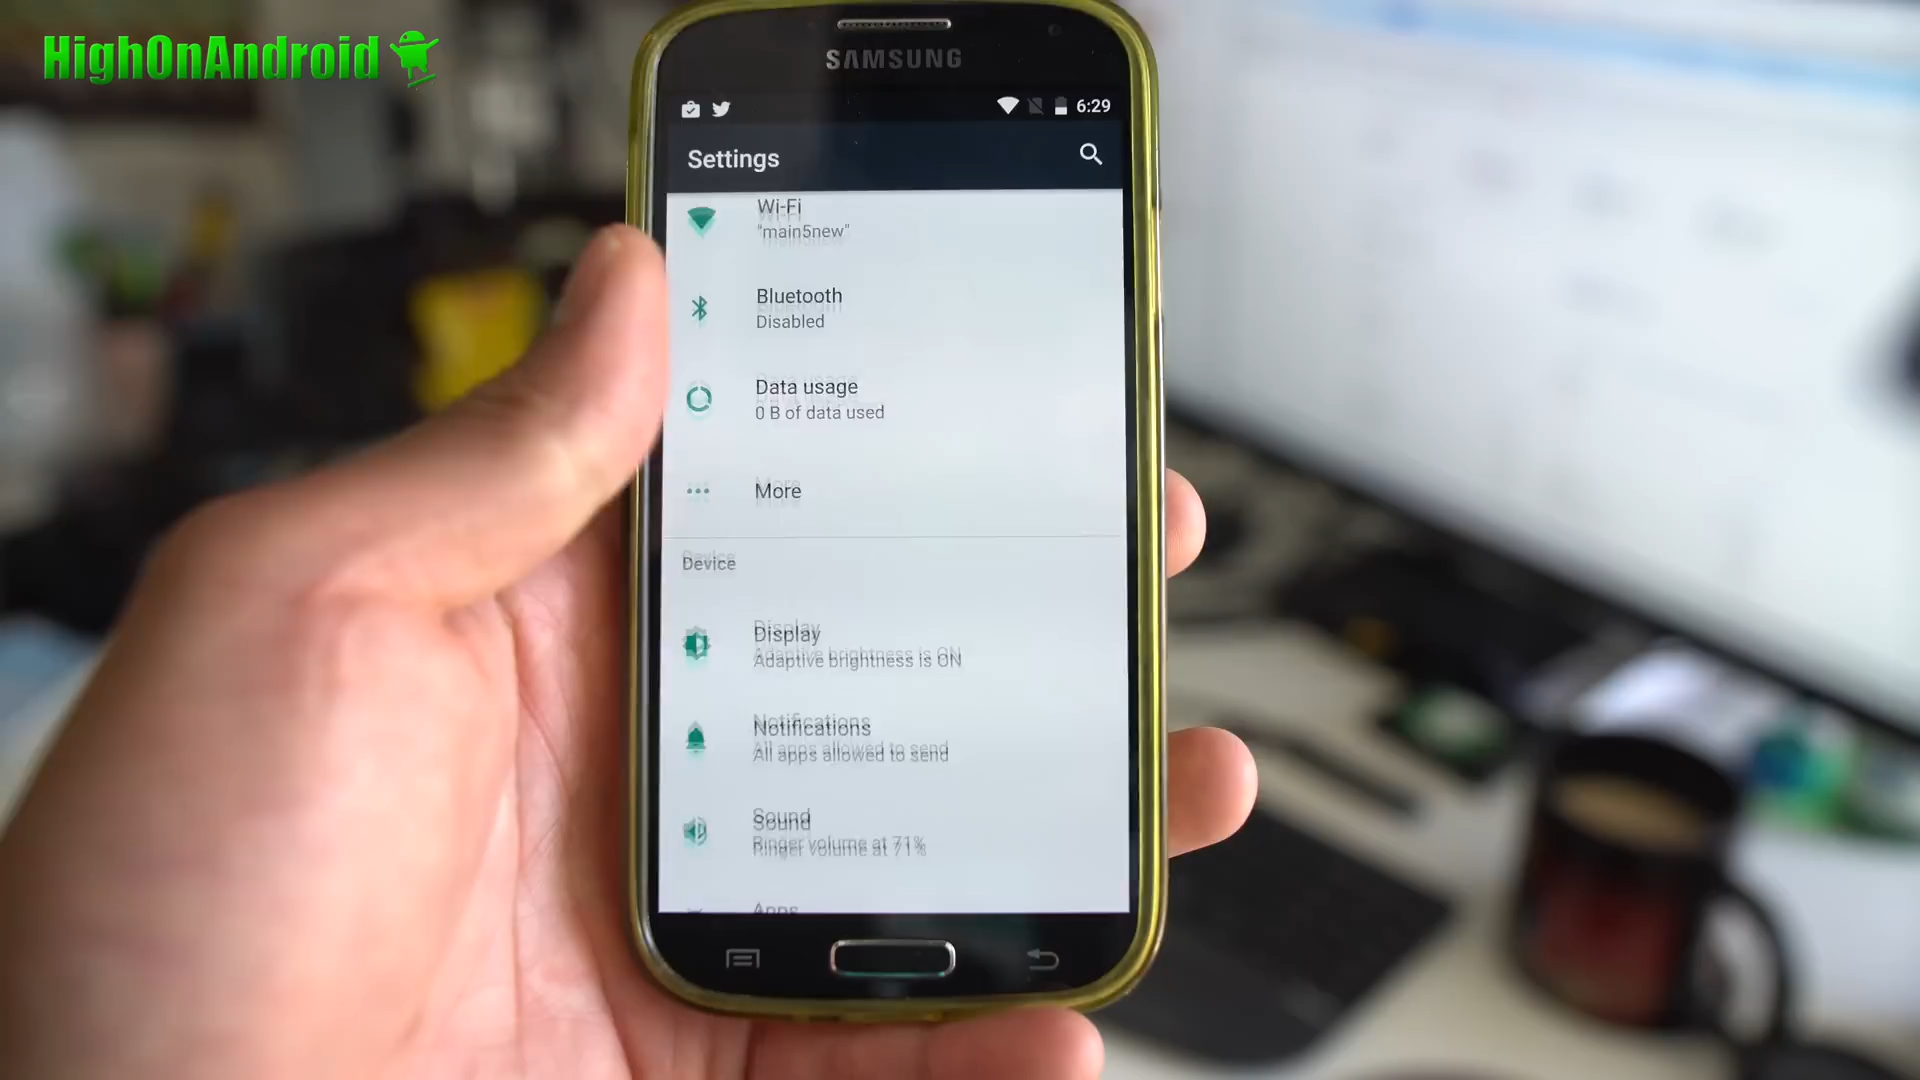 HighOnAndroid
SAMSUNG
6:29
Settings
Wi-Fi
"main5new"
Bluetooth
Disabled
Data usage
0 B of data used
More
Device
Display
Adaptive brightness is ON
Notifications
All apps allowed to send
Sound
Ringer volume at 71%
Apps